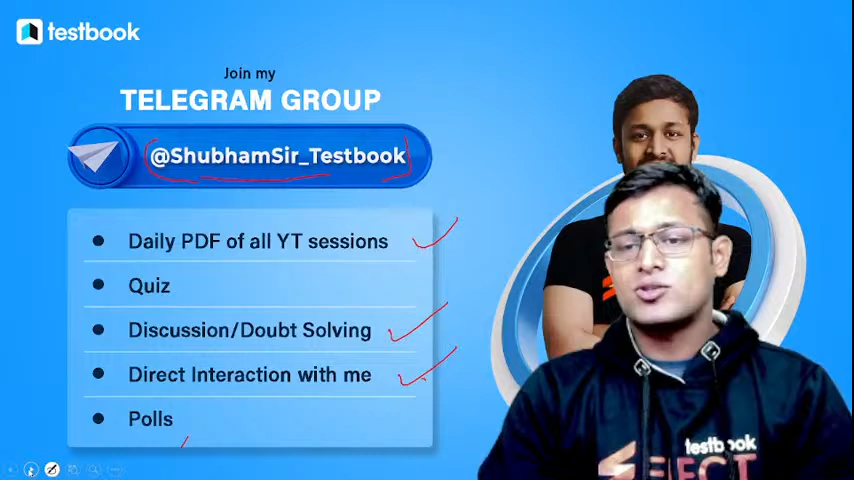 testbook
Join my
TELEGRAM GROUP
@ShubhamSir_Testbook
Daily PDF of all YT sessions
Quiz
Discussion/Doubt Solving
Direct Interaction with me
Polls
testbook